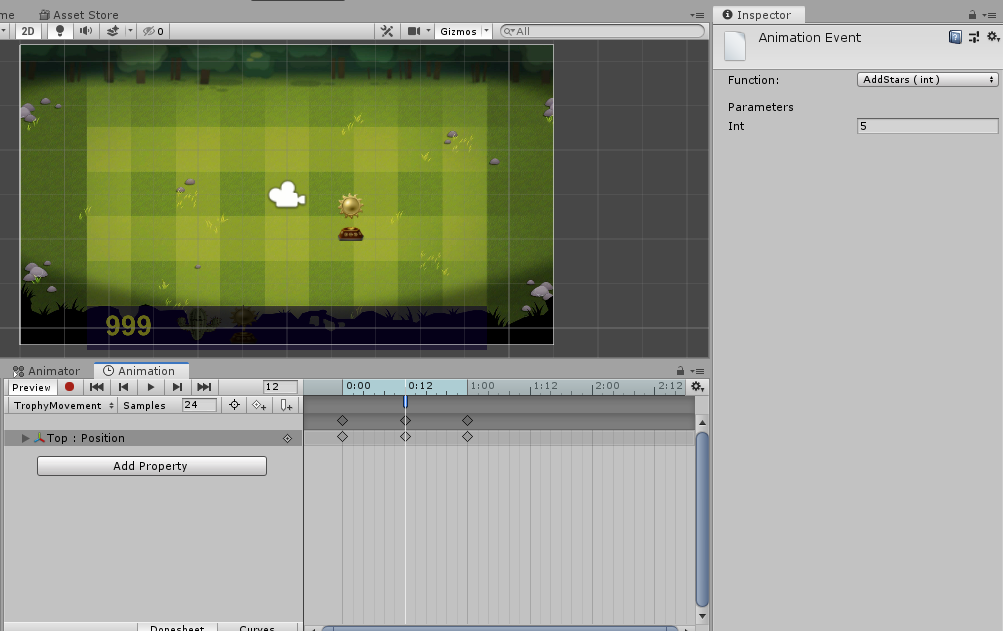 me Asset Store
2D 0 Gizmos All
999
Inspector
Animation Event
Function: AddStars ( int )
Parameters
Int 5
Animator Animation
Preview 12 0:00 0:12 1:00 1:12 2:00 2:12
TrophyMovement Samples 24
Top : Position
Add Property
Dopesheet Curves